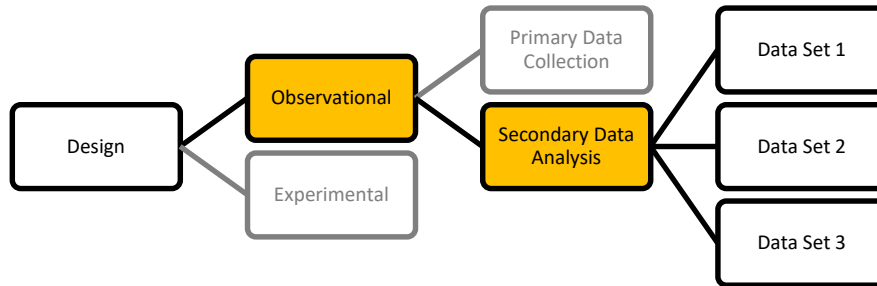 Design
Observational
Experimental
Primary Data
Collection
Secondary Data
Analysis
Data Set 1
Data Set 2
Data Set 3